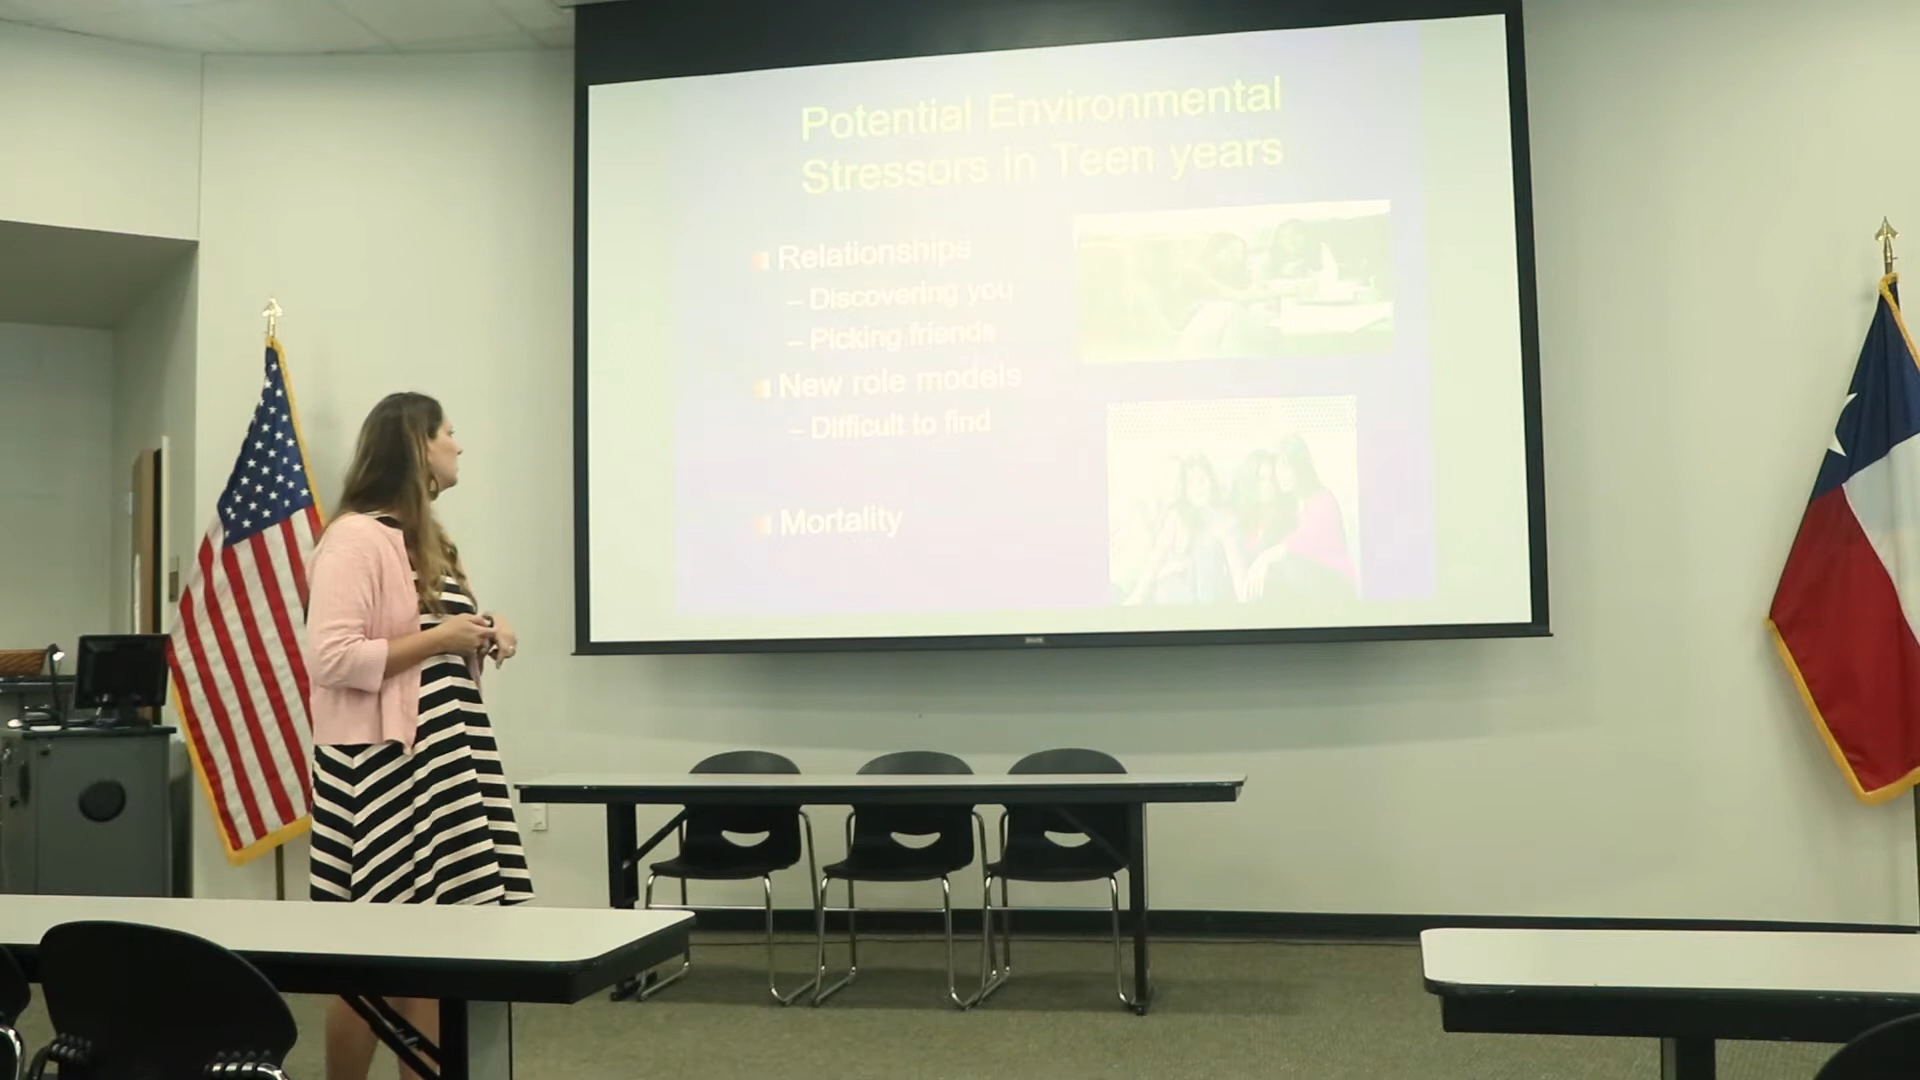 Potential Environmental
Stressors in Teen years
Relationships
– Discovering you
– Picking friends
New role models
– Difficult to find
Mortality